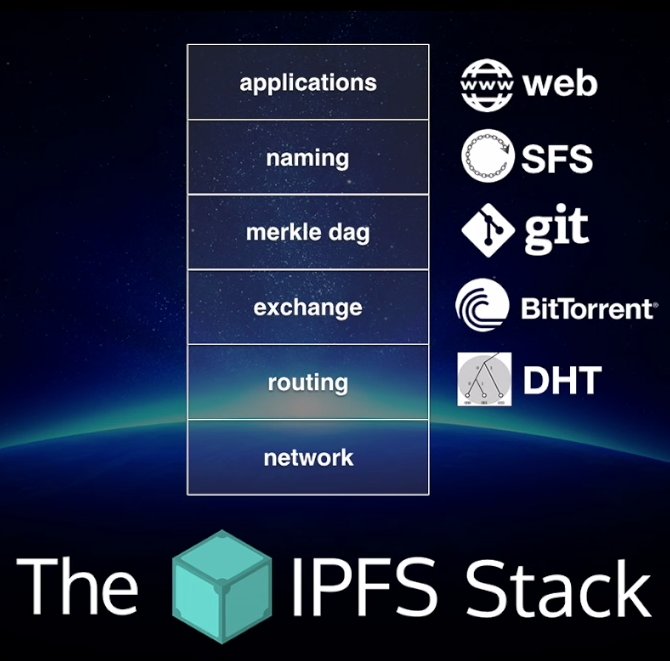 applications
www web
naming
SFS
merkle dag
git
exchange
BitTorrent®
routing
DHT
network
The IPFS Stack